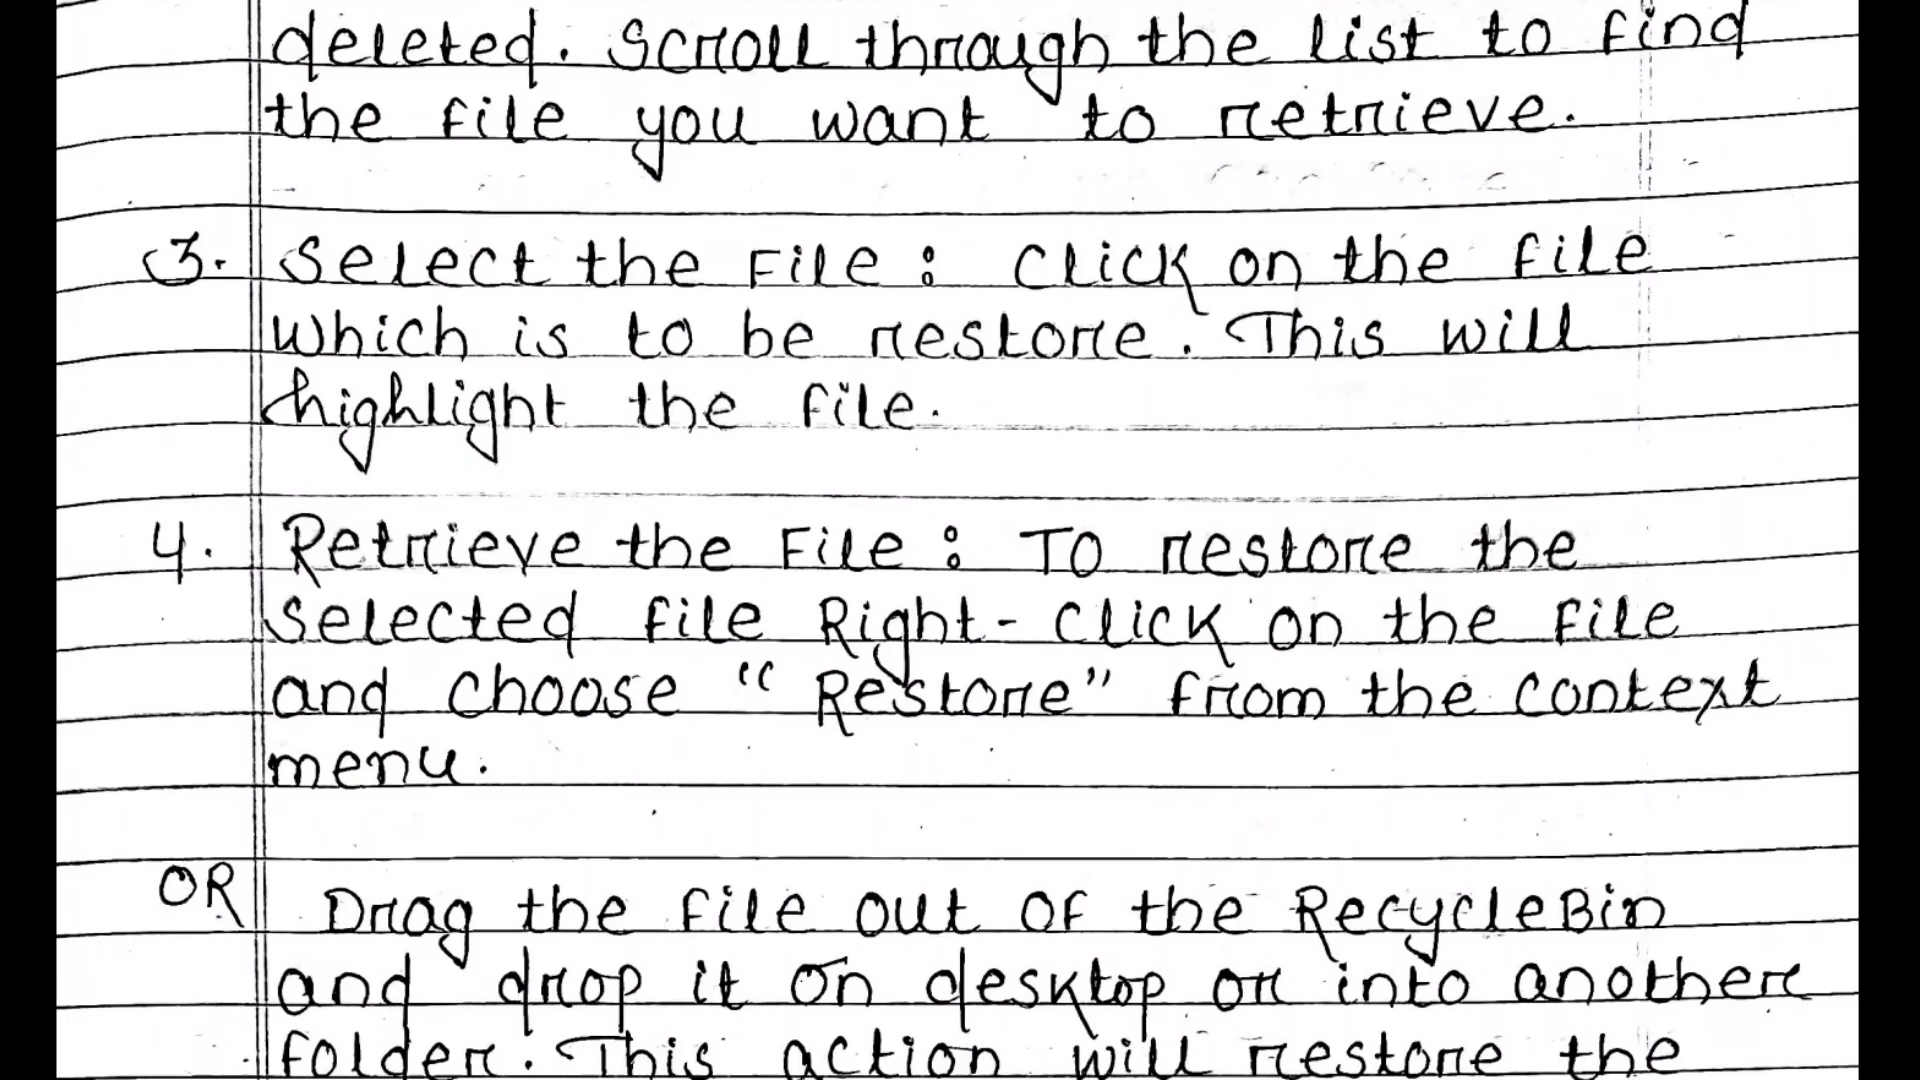 deleted. Scroll through the list to find
the file you want to retrieve.
3. Select the File : Click on the file
which is to be restore. This will
highlight the file.
4. Retrieve the File : To restore the
selected file Right-click on the file
and choose "Restore" from the context
menu.
OR Drag the file out of the RecycleBin
and drop it on desktop or into another
folder. This action will restore the